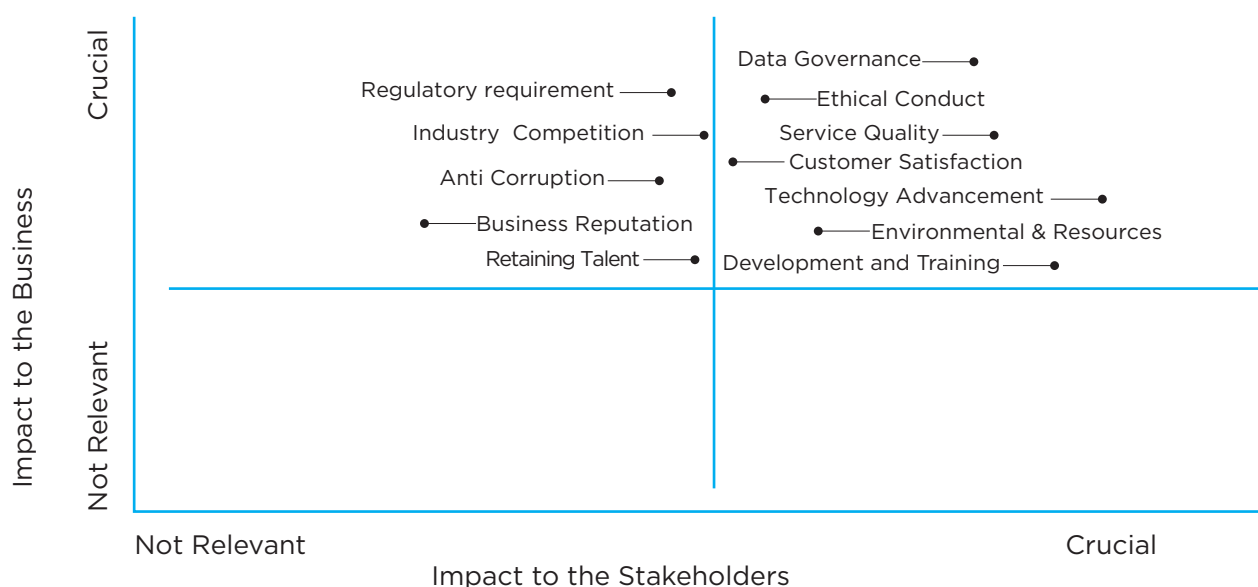 Crucial
Not Relevant
Impact to the Business
Regulatory requirement
Industry Competition
Anti Corruption
Business Reputation
Retaining Talent
Data Governance
Ethical Conduct
Service Quality
Customer Satisfaction
Technology Advancement
Environmental & Resources
Development and Training
Not Relevant
Crucial
Impact to the Stakeholders